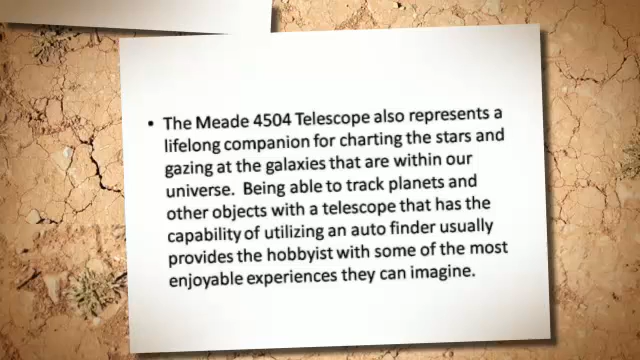 • The Meade 4504 Telescope also represents a
lifelong companion for charting the stars and
gazing at the galaxies that are within our
universe.  Being able to track planets and
other objects with a telescope that has the
capability of utilizing an auto finder usually
provides the hobbyist with some of the most
enjoyable experiences they can imagine.